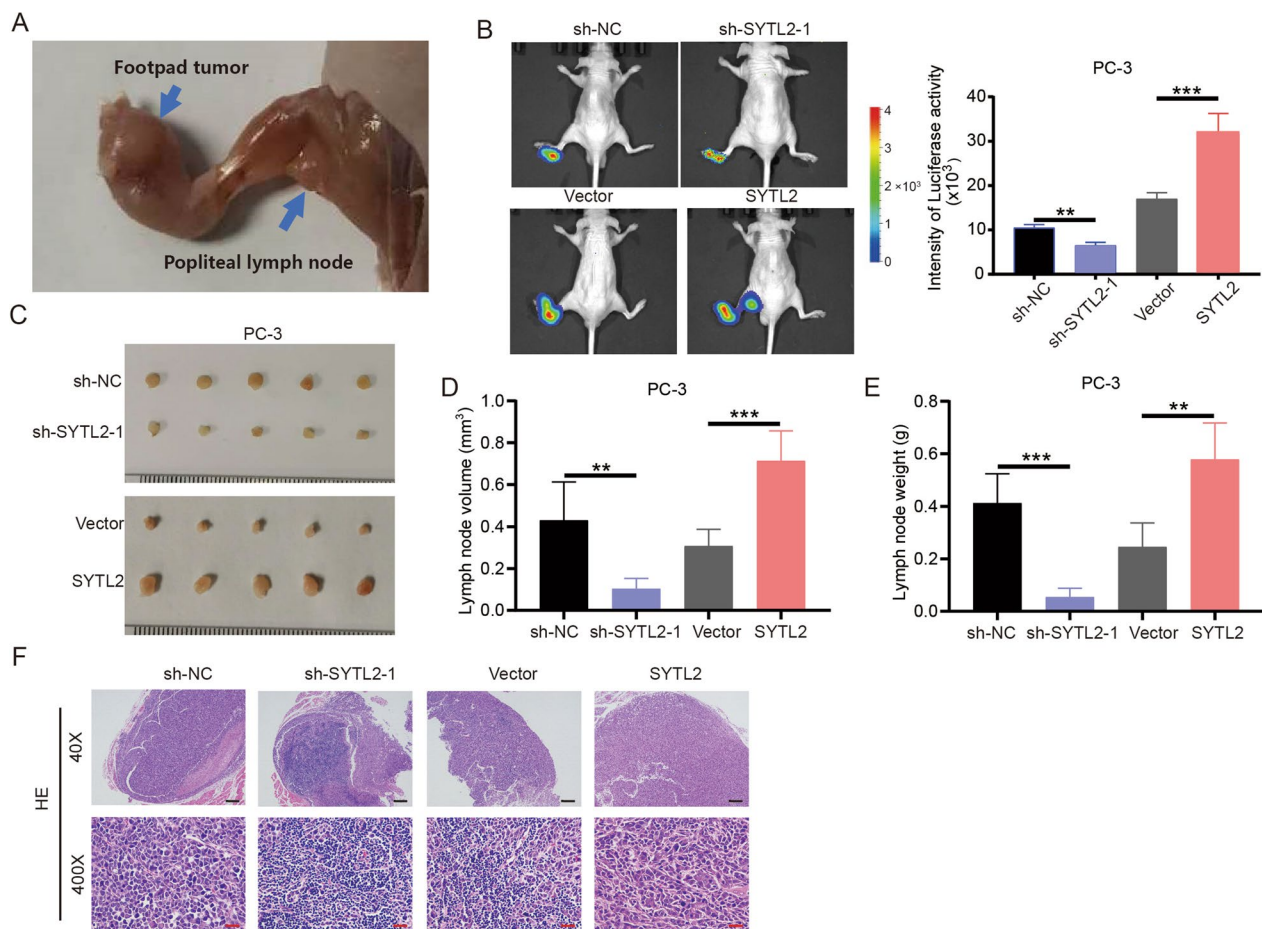 A
Footpad tumor
Popliteal lymph node
B
sh-NC
sh-SYTL2-1
Vector
SYTL2
4
3
2 ×10³
1
0
PC-3
Intensity of Luciferase activity
(x10³)
40
30
20
10
0
**
***
sh-NC
sh-SYTL2-1
Vector
SYTL2
C
PC-3
sh-NC
sh-SYTL2-1
Vector
SYTL2
D
PC-3
Lymph node volume (mm³)
1.0
0.8
0.6
0.4
0.2
0.0
**
***
sh-NC
sh-SYTL2-1
Vector
SYTL2
E
PC-3
Lymph node weight (g)
0.8
0.6
0.4
0.2
0.0
***
**
sh-NC
sh-SYTL2-1
Vector
SYTL2
F
sh-NC
sh-SYTL2-1
Vector
SYTL2
HE
40X
400X